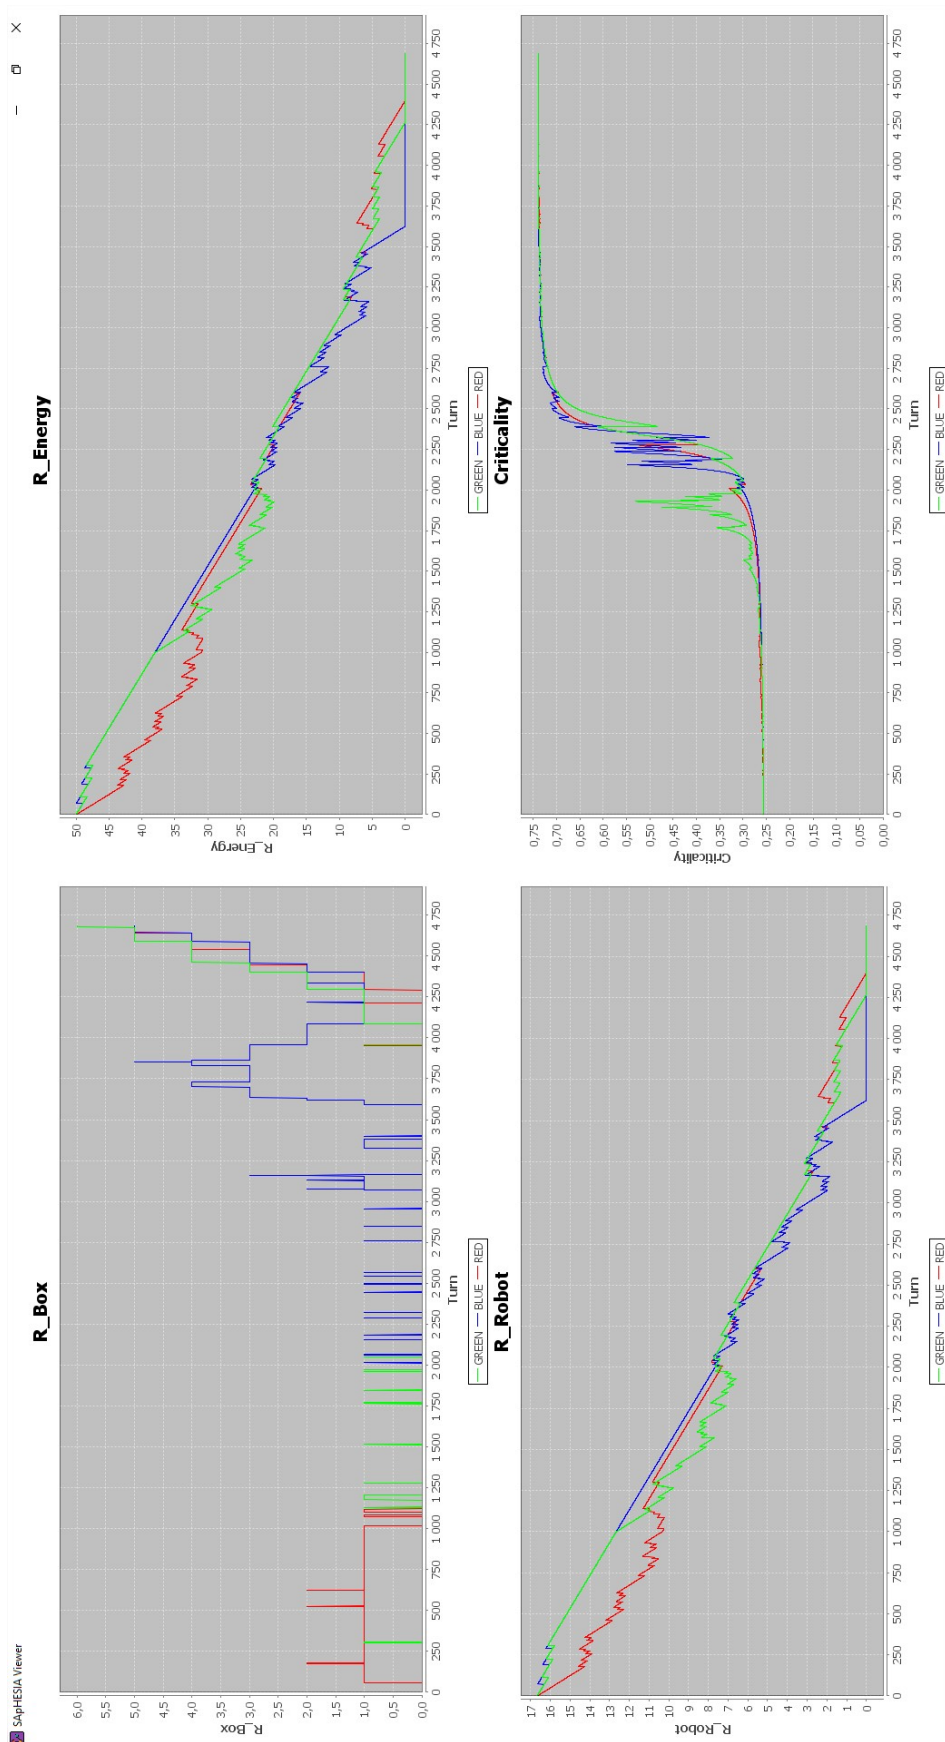 SApHESIA Viewer
R_Box
R_Box
6,0
5,5
5,0
4,5
4,0
3,5
3,0
2,5
2,0
1,5
1,0
0,5
0,0
0 250 500 750 1 000 1 250 1 500 1 750 2 000 2 250 2 500 2 750 3 000 3 250 3 500 3 750 4 000 4 250 4 500 4 750
Turn
GREEN BLUE RED
R_Energy
R_Energy
50
45
40
35
30
25
20
15
10
5
0
0 250 500 750 1 000 1 250 1 500 1 750 2 000 2 250 2 500 2 750 3 000 3 250 3 500 3 750 4 000 4 250 4 500 4 750
Turn
GREEN BLUE RED
R_Robot
R_Robot
17
16
15
14
13
12
11
10
9
8
7
6
5
4
3
2
1
0
0 250 500 750 1 000 1 250 1 500 1 750 2 000 2 250 2 500 2 750 3 000 3 250 3 500 3 750 4 000 4 250 4 500 4 750
Turn
GREEN BLUE RED
Criticality
Criticality
0,75
0,70
0,65
0,60
0,55
0,50
0,45
0,40
0,35
0,30
0,25
0,20
0,15
0,10
0,05
0,00
0 250 500 750 1 000 1 250 1 500 1 750 2 000 2 250 2 500 2 750 3 000 3 250 3 500 3 750 4 000 4 250 4 500 4 750
Turn
GREEN BLUE RED